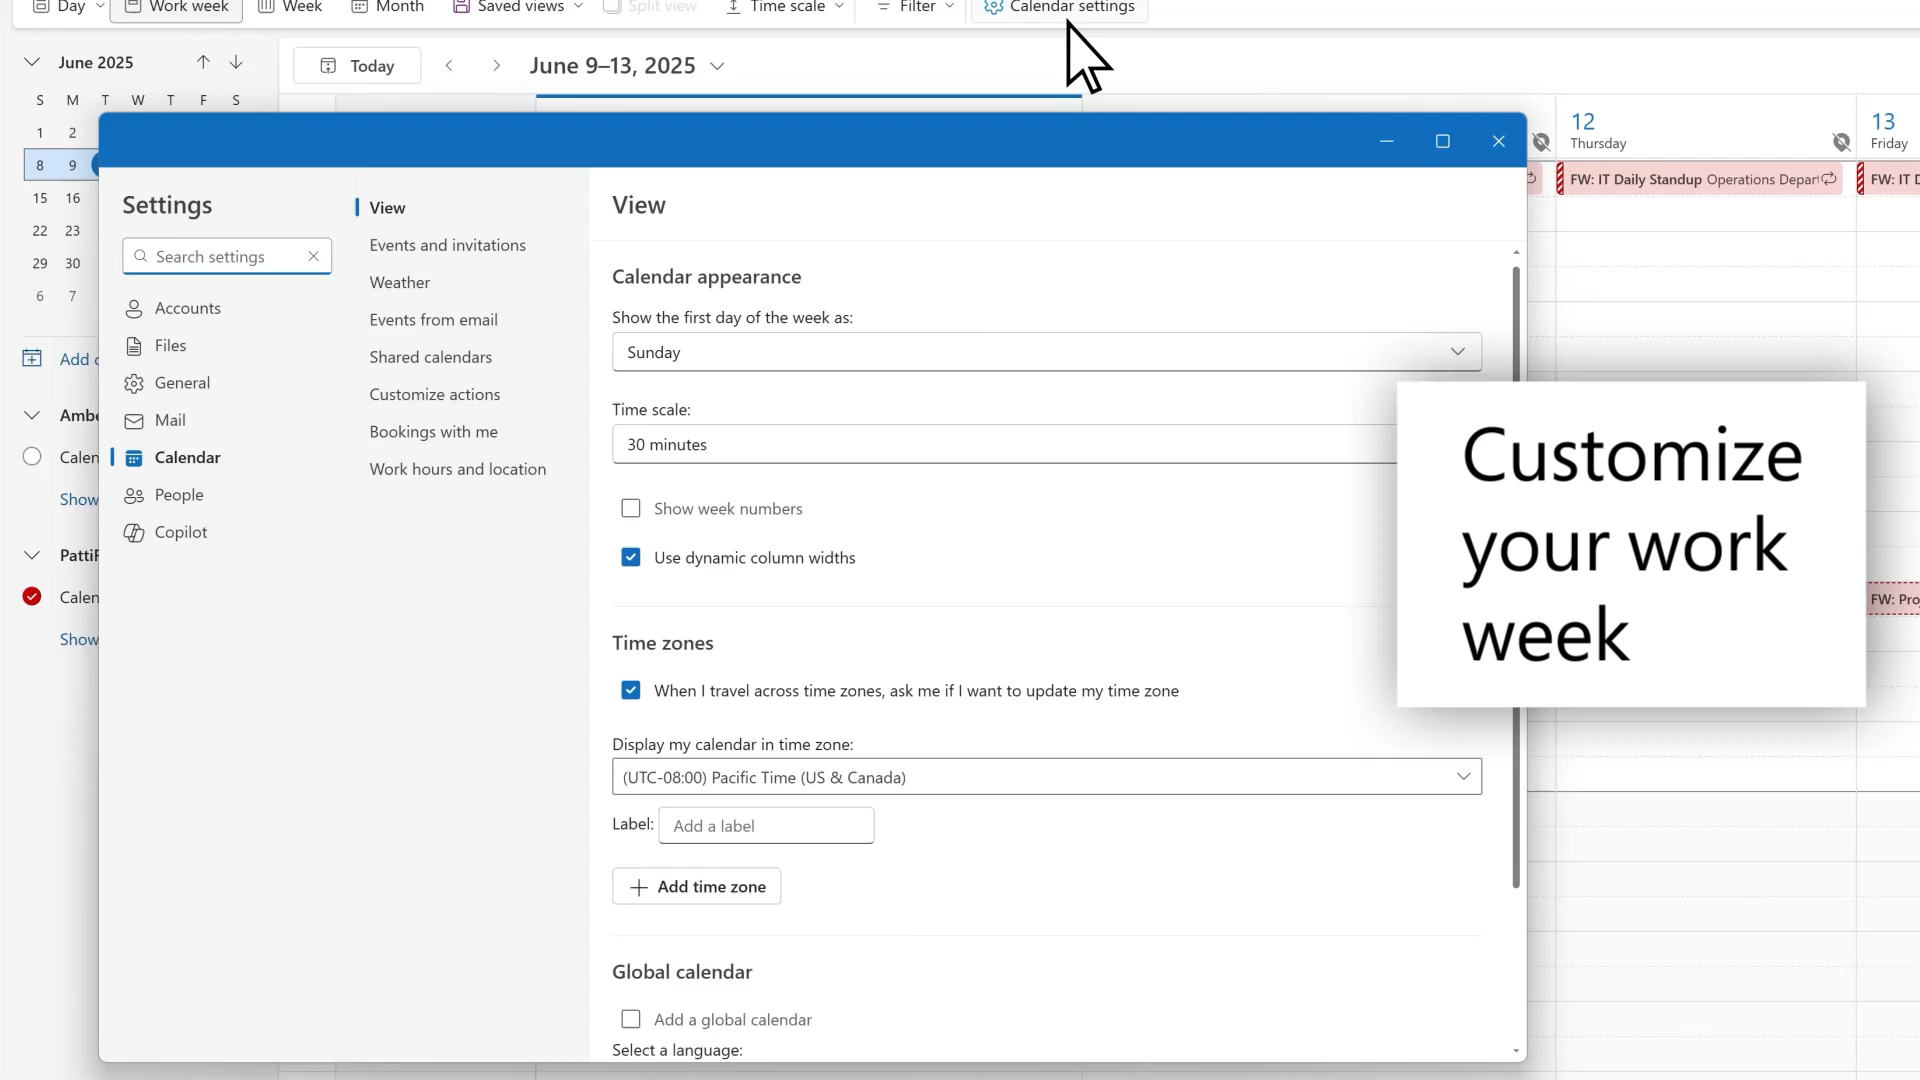 Day
Work week
Week
Month
Saved views
Split view
Time scale
Filter
Calendar settings
June 2025
S M T W T F S
1 2
8 9
15 16
22 23
29 30
6 7
Add
Calen
Show
Calen
Show
Today
June 9–13, 2025
12
Thursday
13
Friday
FW: IT Daily Standup Operations Depar
FW: IT D
FW: Pro
Settings
Search settings
Accounts
Files
General
Mail
Calendar
People
Copilot
View
Events and invitations
Weather
Events from email
Shared calendars
Customize actions
Bookings with me
Work hours and location
View
Calendar appearance
Show the first day of the week as:
Sunday
Time scale:
30 minutes
Show week numbers
Use dynamic column widths
Time zones
When I travel across time zones, ask me if I want to update my time zone
Display my calendar in time zone:
(UTC-08:00) Pacific Time (US & Canada)
Label: Add a label
Add time zone
Global calendar
Add a global calendar
Select a language:
Customize
your work
week